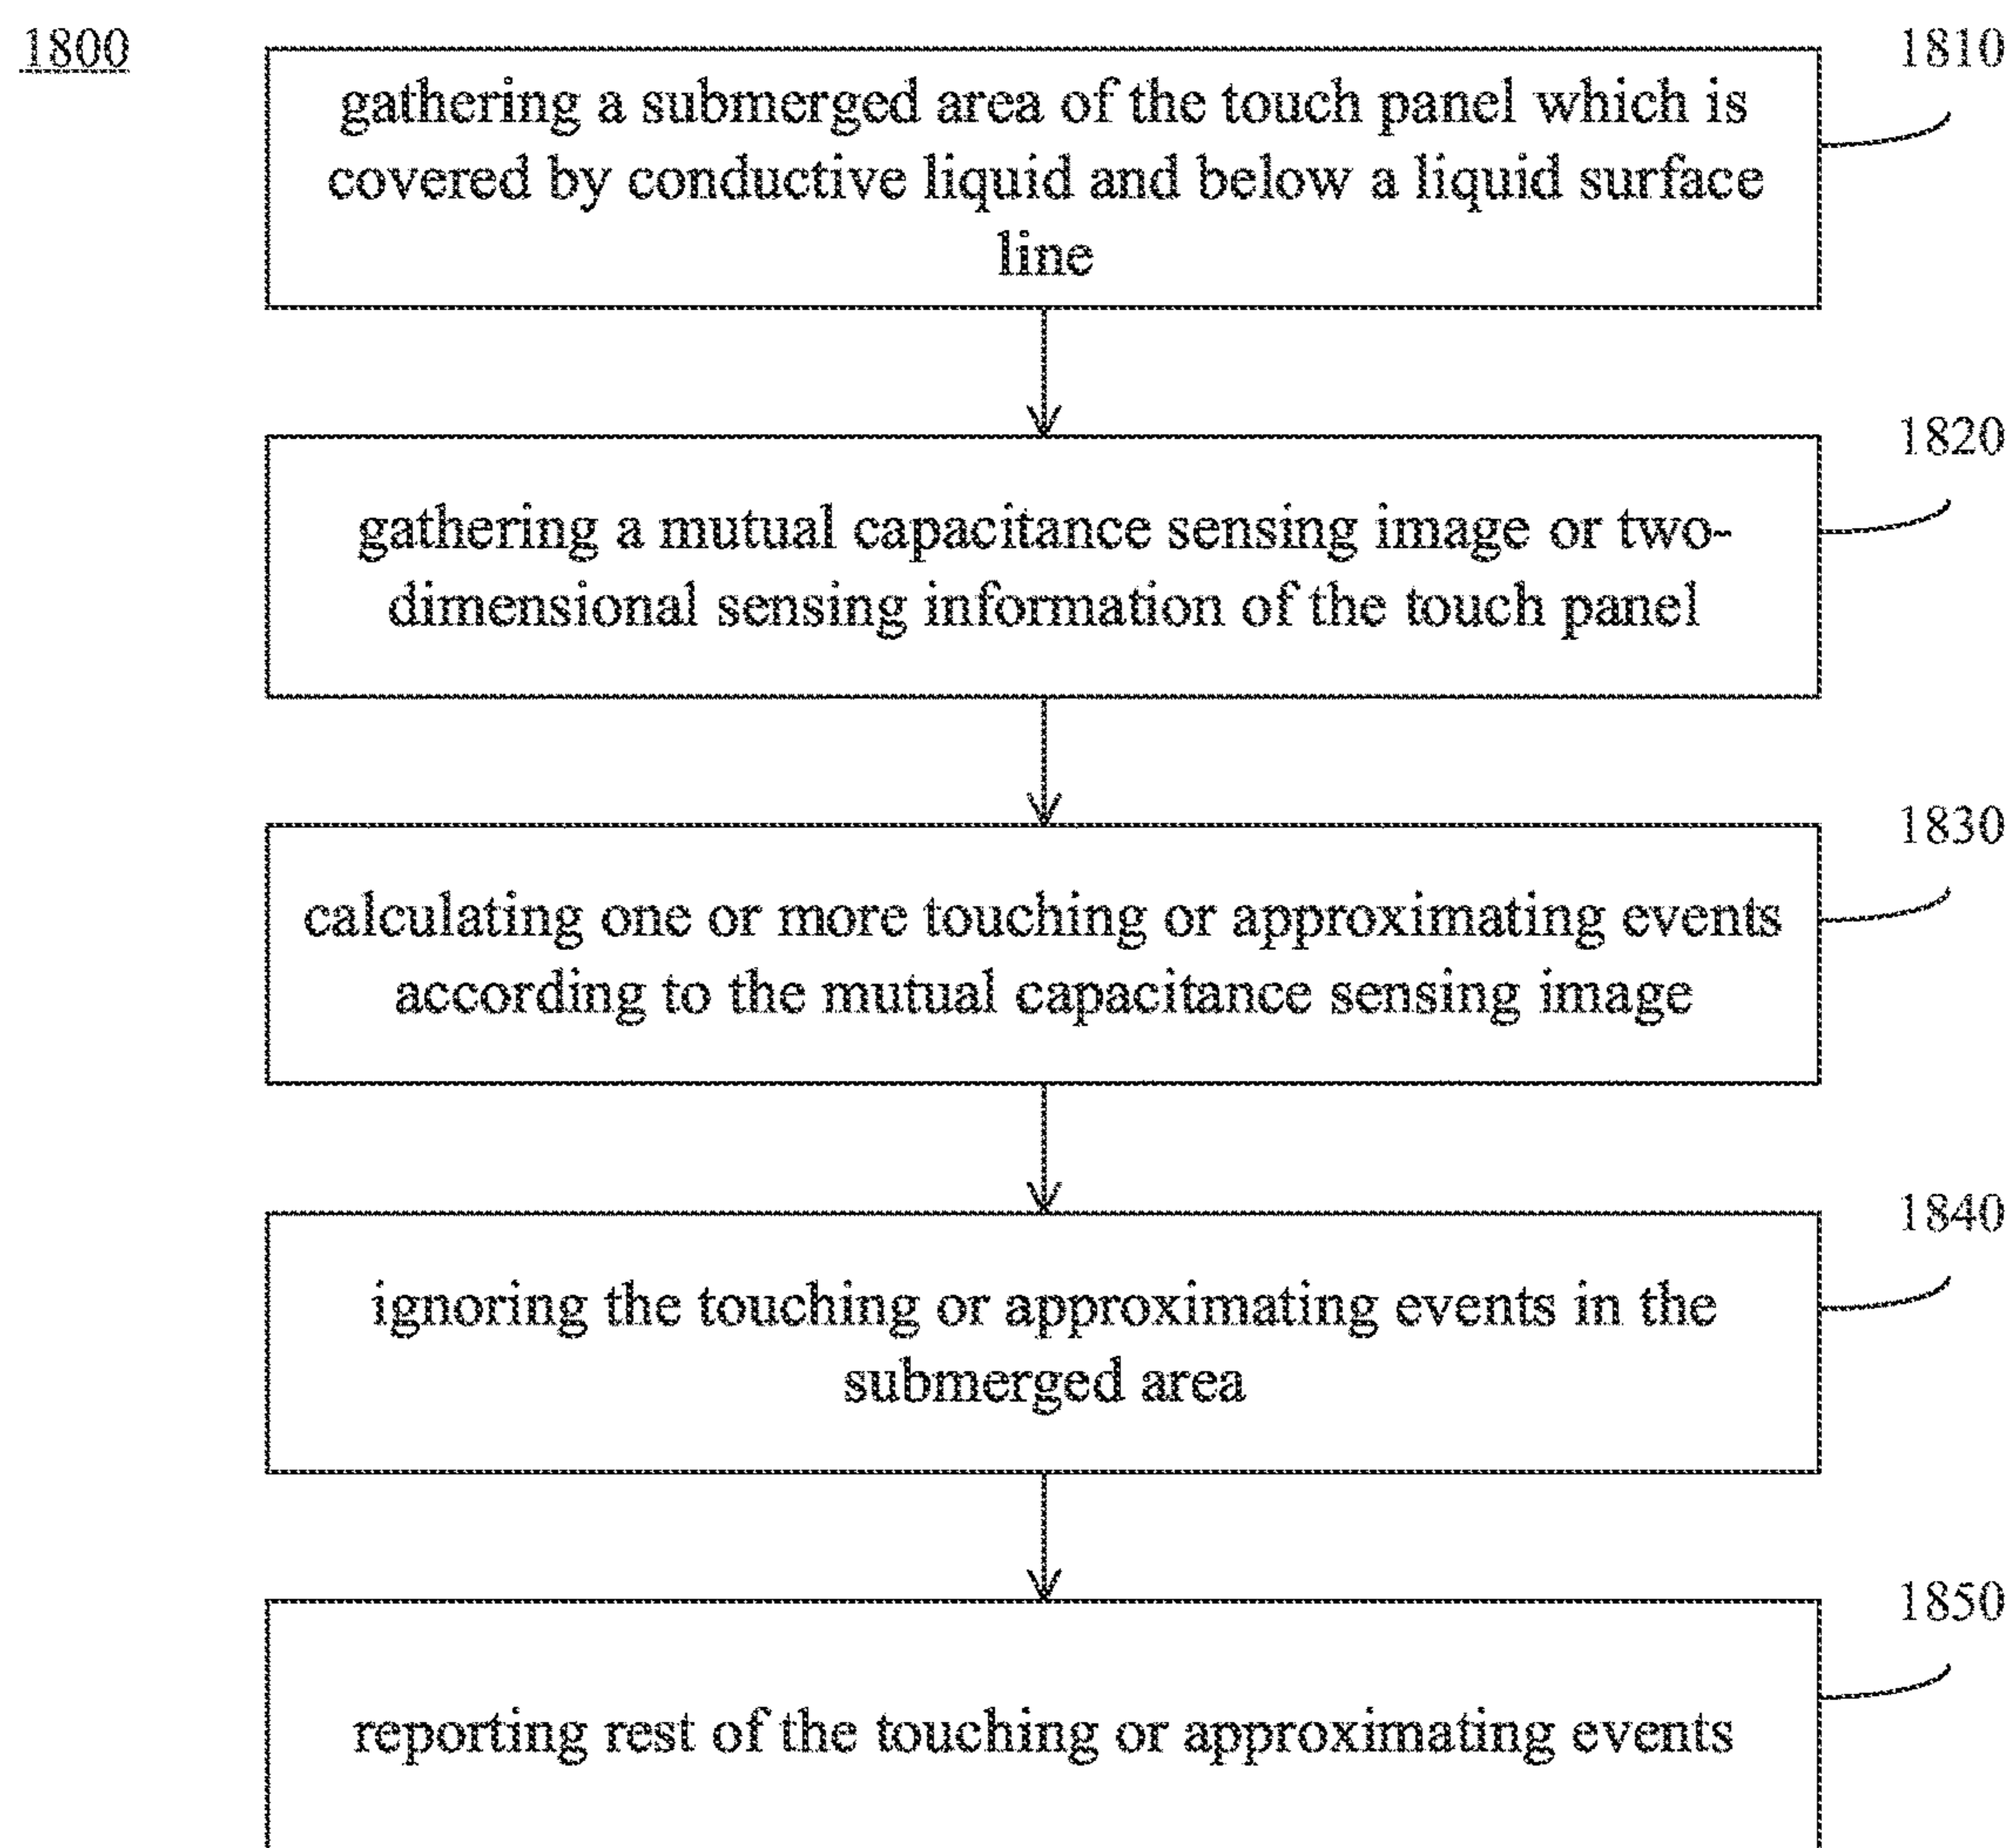 1800
1810
gathering a submerged area of the touch panel which is
covered by conductive liquid and below a liquid surface
line
1820
gathering a mutual capacitance sensing image or two-
dimensional sensing information of the touch panel
1830
calculating one or more touching or approximating events
according to the mutual capacitance sensing image
1840
ignoring the touching or approximating events in the
submerged area
1850
reporting rest of the touching or approximating events